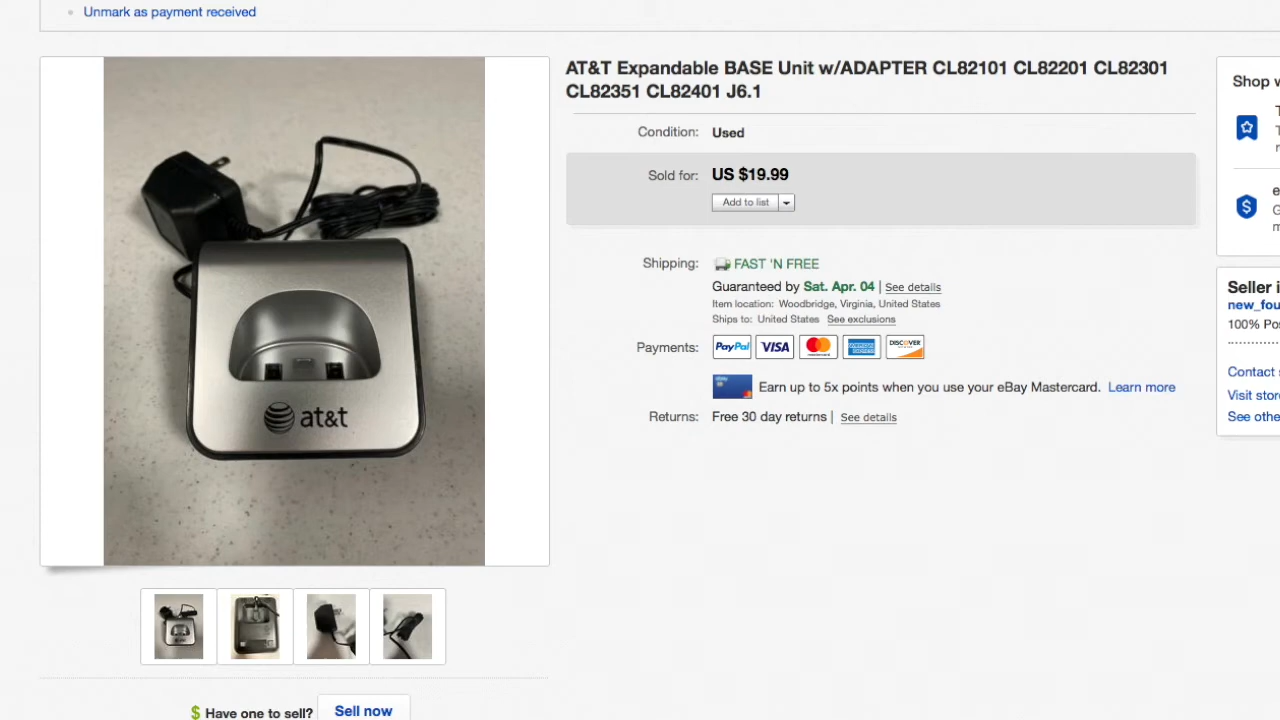 Unmark as payment received
AT&T Expandable BASE Unit w/ADAPTER CL82101 CL82201 CL82301
CL82351 CL82401 J6.1
Condition: Used
Sold for: US $19.99
Add to list
Shipping: FAST 'N FREE
Guaranteed by Sat. Apr. 04 | See details
Item location: Woodbridge, Virginia, United States
Ships to: United States See exclusions
Payments: PayPal VISA mastercard AMERICAN EXPRESS DISCOVER
ebay Earn up to 5x points when you use your eBay Mastercard. Learn more
Returns: Free 30 day returns | See details
at&t
$ Have one to sell? Sell now
Shop
Seller
new_fou
100%
Contact
Visit
See